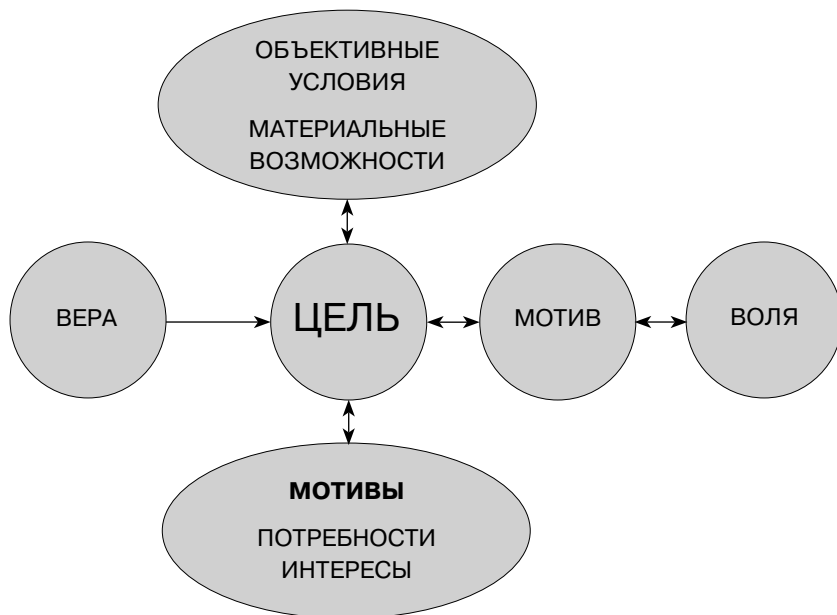 ОБЪЕКТИВНЫЕ
УСЛОВИЯ
МАТЕРИАЛЬНЫЕ
ВОЗМОЖНОСТИ
ВЕРА
ЦЕЛЬ
МОТИВ
ВОЛЯ
МОТИВЫ
ПОТРЕБНОСТИ
ИНТЕРЕСЫ